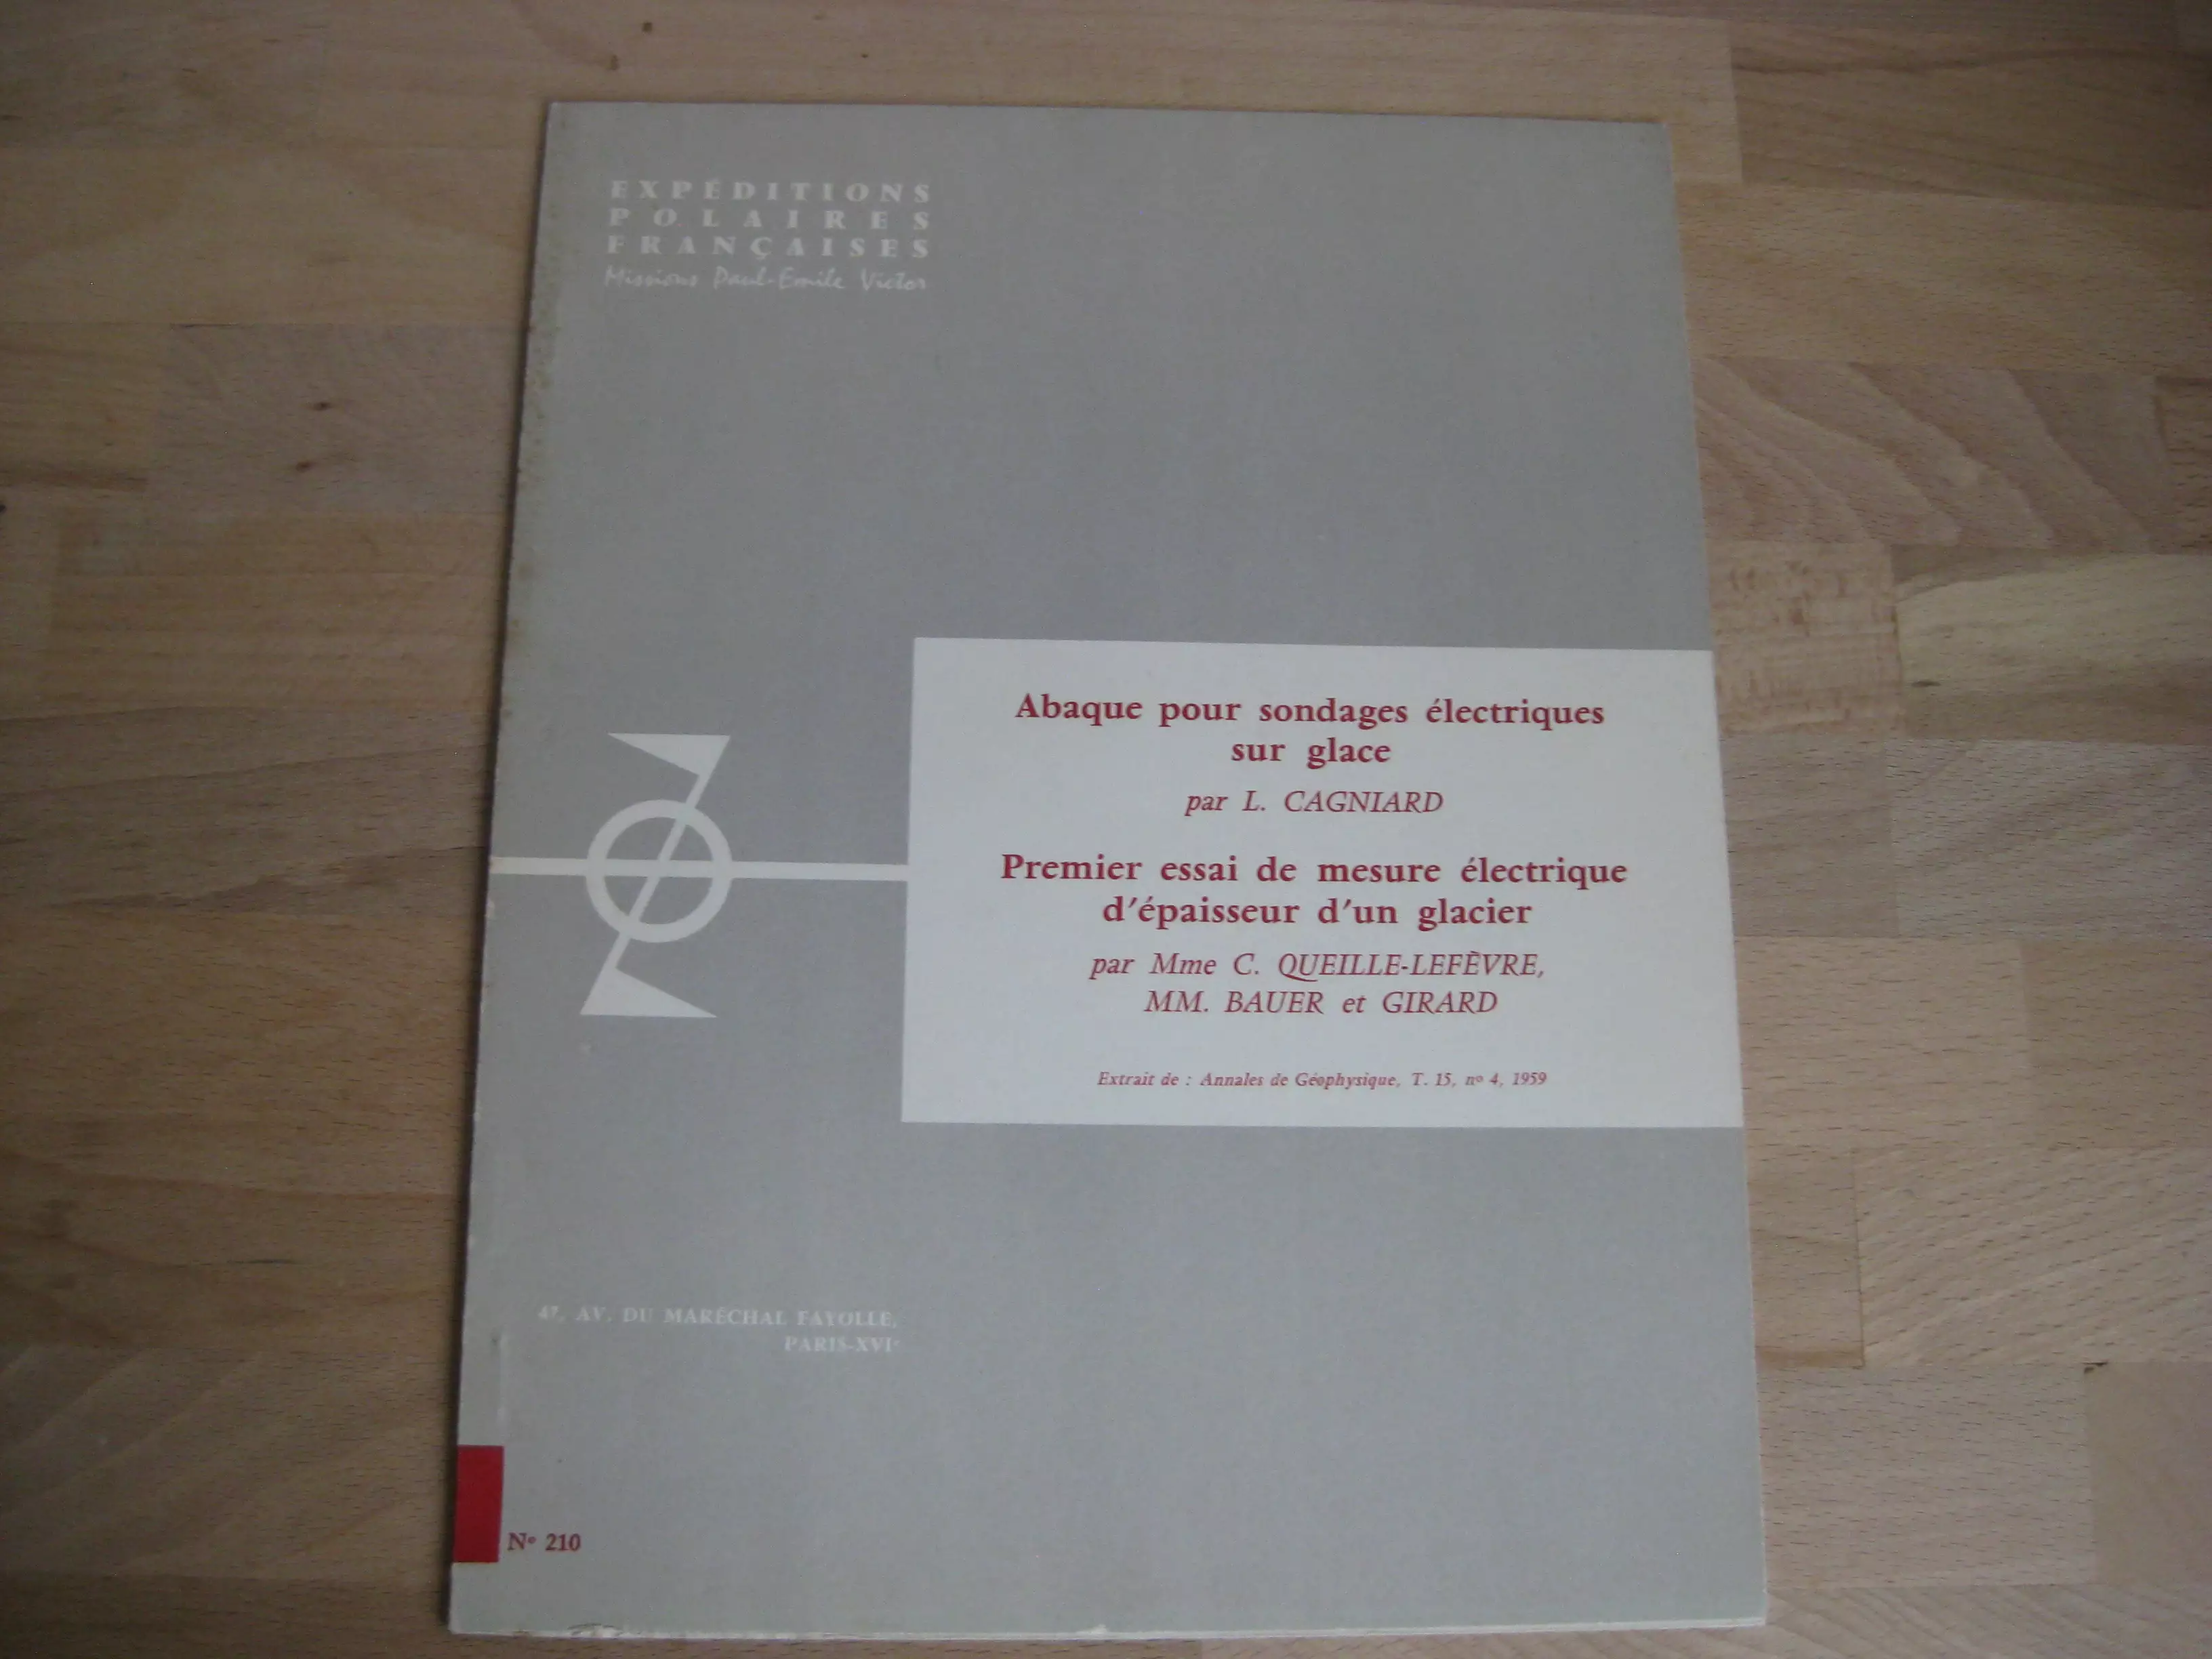 EXPÉDITIONS
POLAIRES
FRANÇAISES
Missions Paul-Emile Victor
Abaque pour sondages électriques
sur glace
par L. CAGNIARD
Premier essai de mesure électrique
d'épaisseur d'un glacier
par Mme C. QUEILLE-LEFÈVRE,
MM. BAUER et GIRARD
Extrait de : Annales de Géophysique, T. 15, nº 4, 1959
47, AV. DU MARÉCHAL FAYOLLE,
PARIS-XVIᵉ
Nº 210